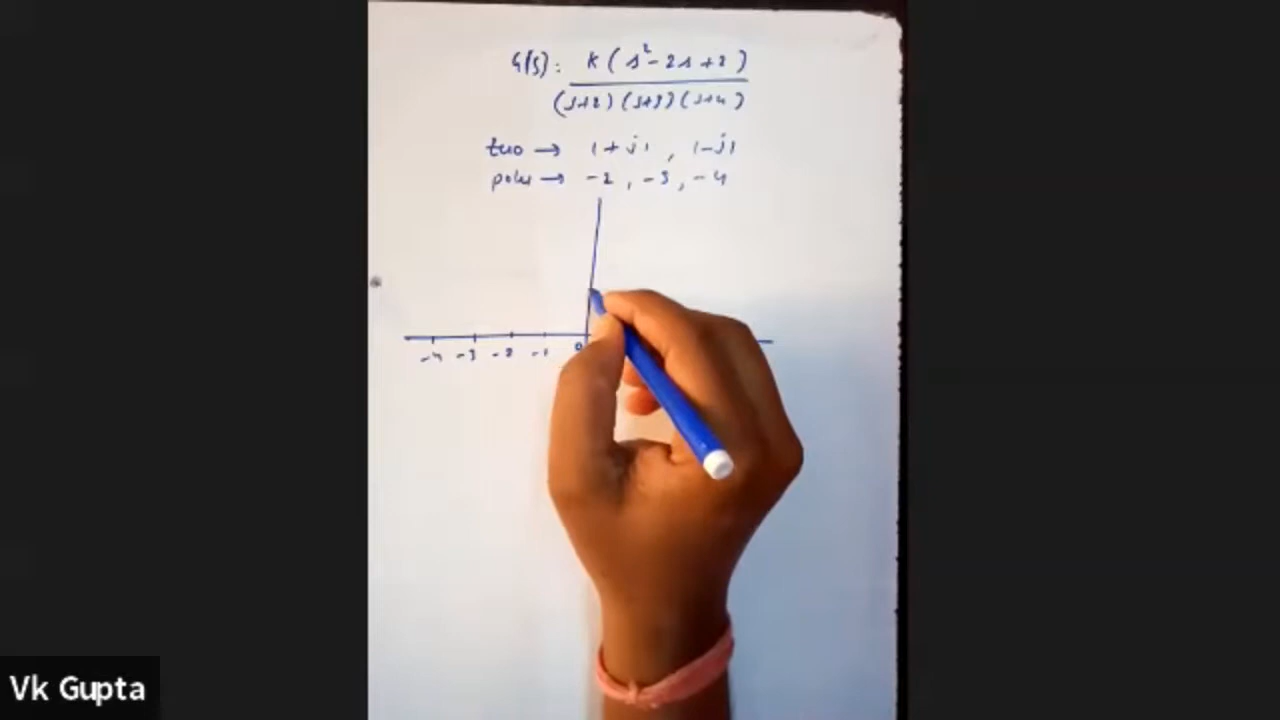 G(s): K(s²-2s+2)
(s+2)(s+3)(s+4)
zero → 1+j1, 1-j1
poles → -2, -3, -4
-4 -3 -2 -1 0
Vk Gupta